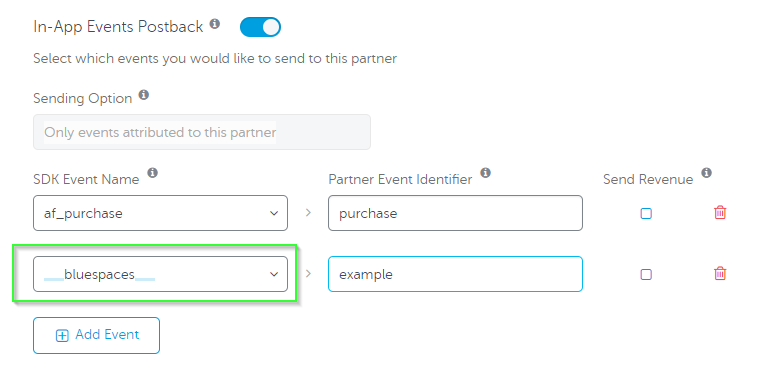 In-App Events Postback
Select which events you would like to send to this partner
Sending Option
Only events attributed to this partner
SDK Event Name Partner Event Identifier Send Revenue
af_purchase purchase
__bluespaces__ example
Add Event